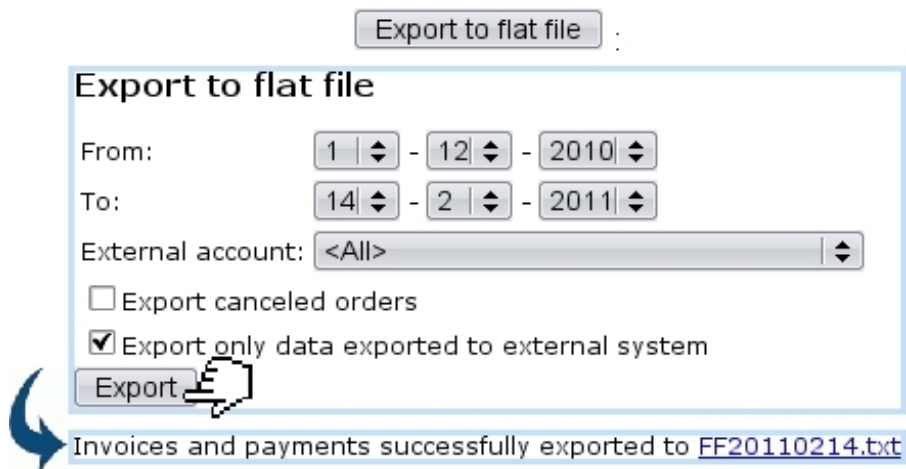 Export to flat file :
Export to flat file
From: 1 - 12 - 2010
To: 14 - 2 - 2011
External account: <All>
Export canceled orders
Export only data exported to external system
Export
Invoices and payments successfully exported to FF20110214.txt